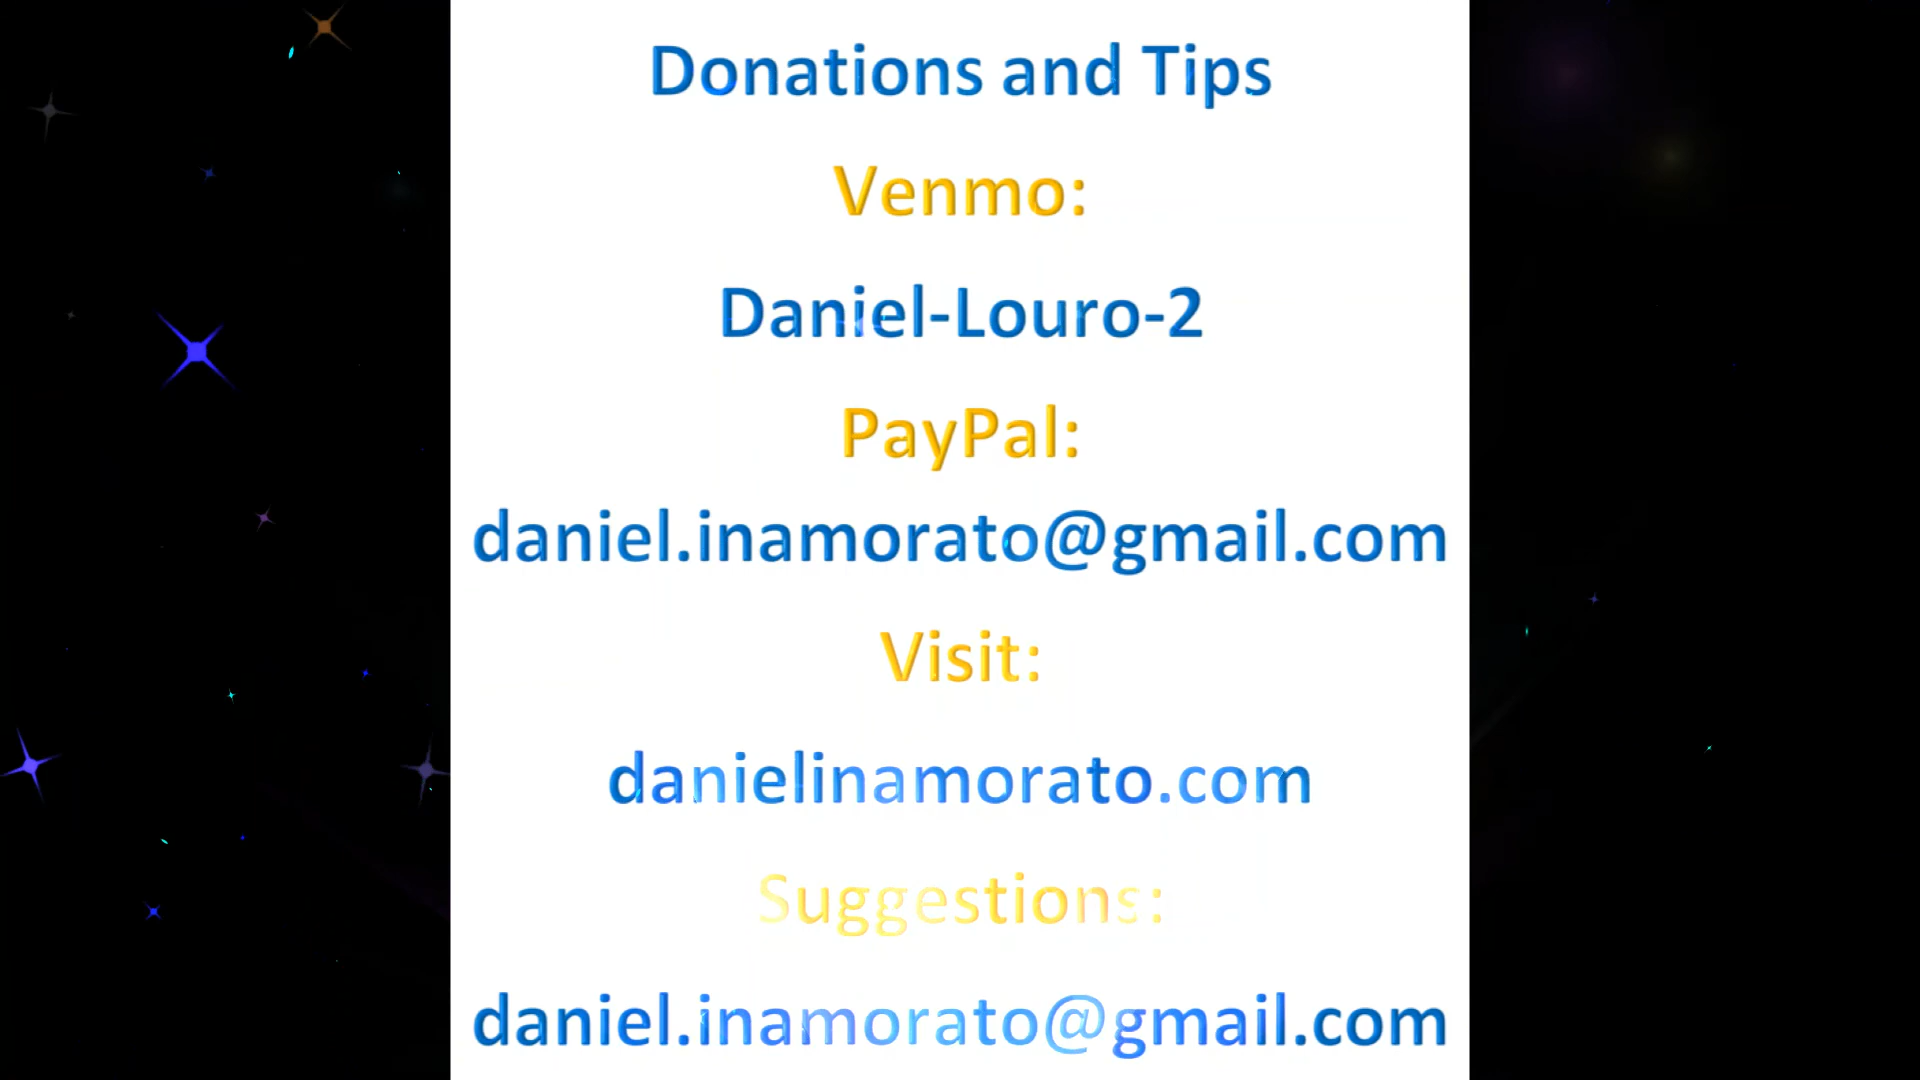 Donations and Tips
Venmo:
Daniel-Louro-2
PayPal:
daniel.inamorato@gmail.com
Visit:
danielinamorato.com
Suggestions:
daniel.inamorato@gmail.com